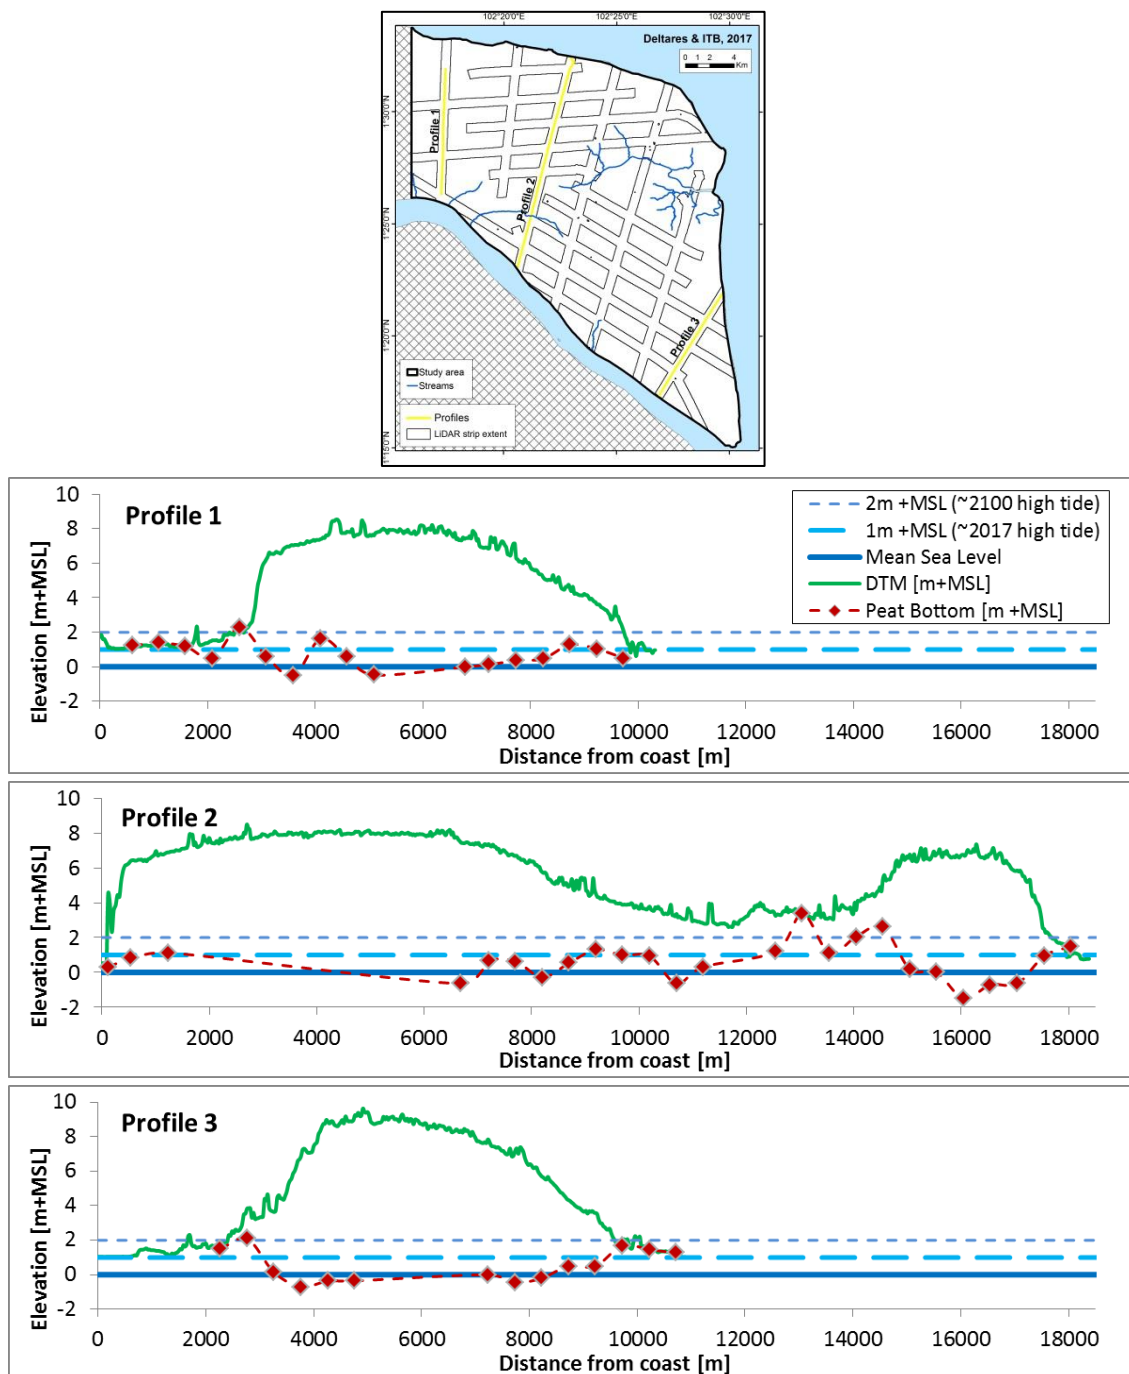 102°20'0"E 102°25'0"E 102°30'0"E
Deltares & ITB, 2017
0 1 2 4
Km
1°30'0"N
1°25'0"N
1°20'0"N
1°15'0"N
Profile 1
Profile 2
Profile 3
Study area
Streams
Profiles
LiDAR strip extent
Profile 1
Elevation [m+MSL]
10
8
6
4
2
0
-2
2m +MSL (~2100 high tide)
1m +MSL (~2017 high tide)
Mean Sea Level
DTM [m+MSL]
Peat Bottom [m +MSL]
0 2000 4000 6000 8000 10000 12000 14000 16000 18000
Distance from coast [m]
Profile 2
Elevation [m+MSL]
10
8
6
4
2
0
-2
0 2000 4000 6000 8000 10000 12000 14000 16000 18000
Distance from coast [m]
Profile 3
Elevation [m+MSL]
10
8
6
4
2
0
-2
0 2000 4000 6000 8000 10000 12000 14000 16000 18000
Distance from coast [m]